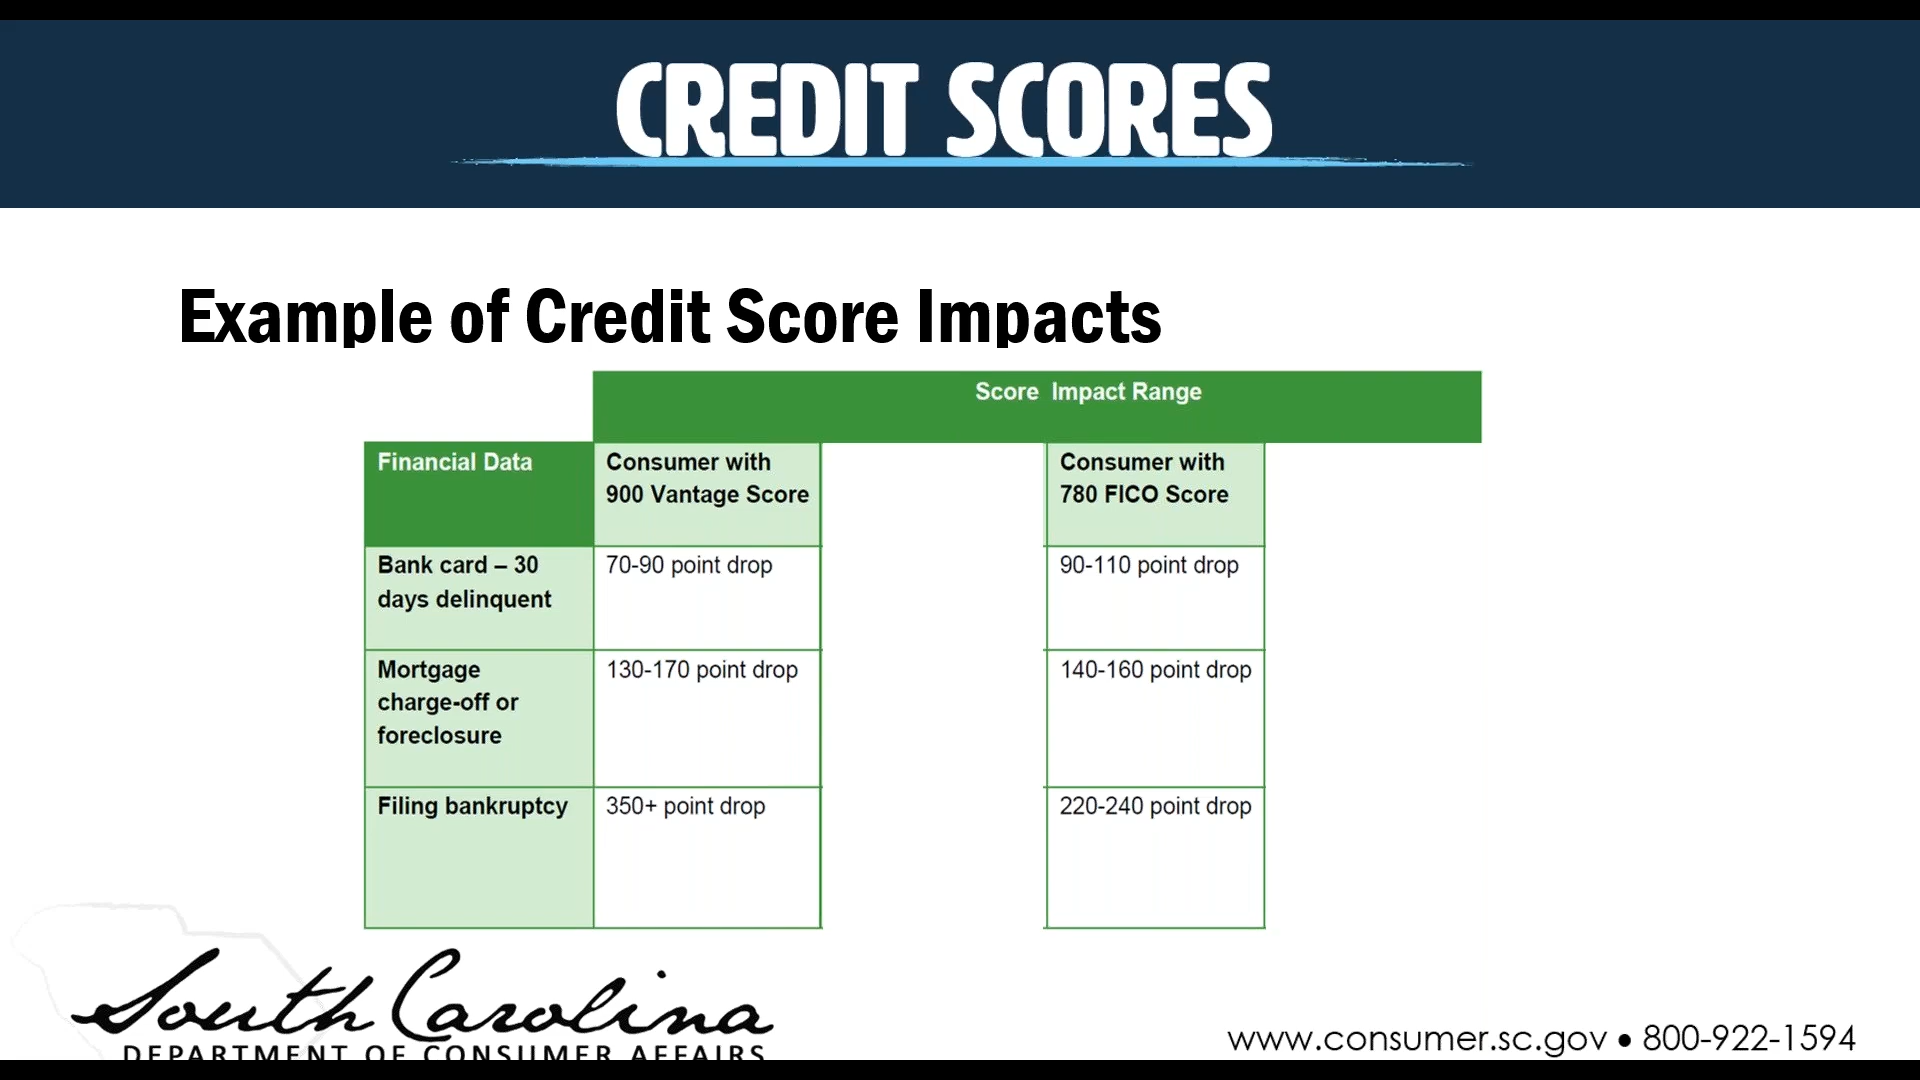 CREDIT SCORES
Example of Credit Score Impacts
Score Impact Range
Financial Data
Consumer with
900 Vantage Score
Consumer with
780 FICO Score
Bank card – 30
days delinquent
70-90 point drop
90-110 point drop
Mortgage
charge-off or
foreclosure
130-170 point drop
140-160 point drop
Filing bankruptcy
350+ point drop
220-240 point drop
South Carolina
DEPARTMENT OF CONSUMER AFFAIRS
www.consumer.sc.gov • 800-922-1594